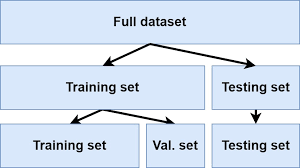 Full dataset
Training set
Testing set
Training set
Val. set
Testing set